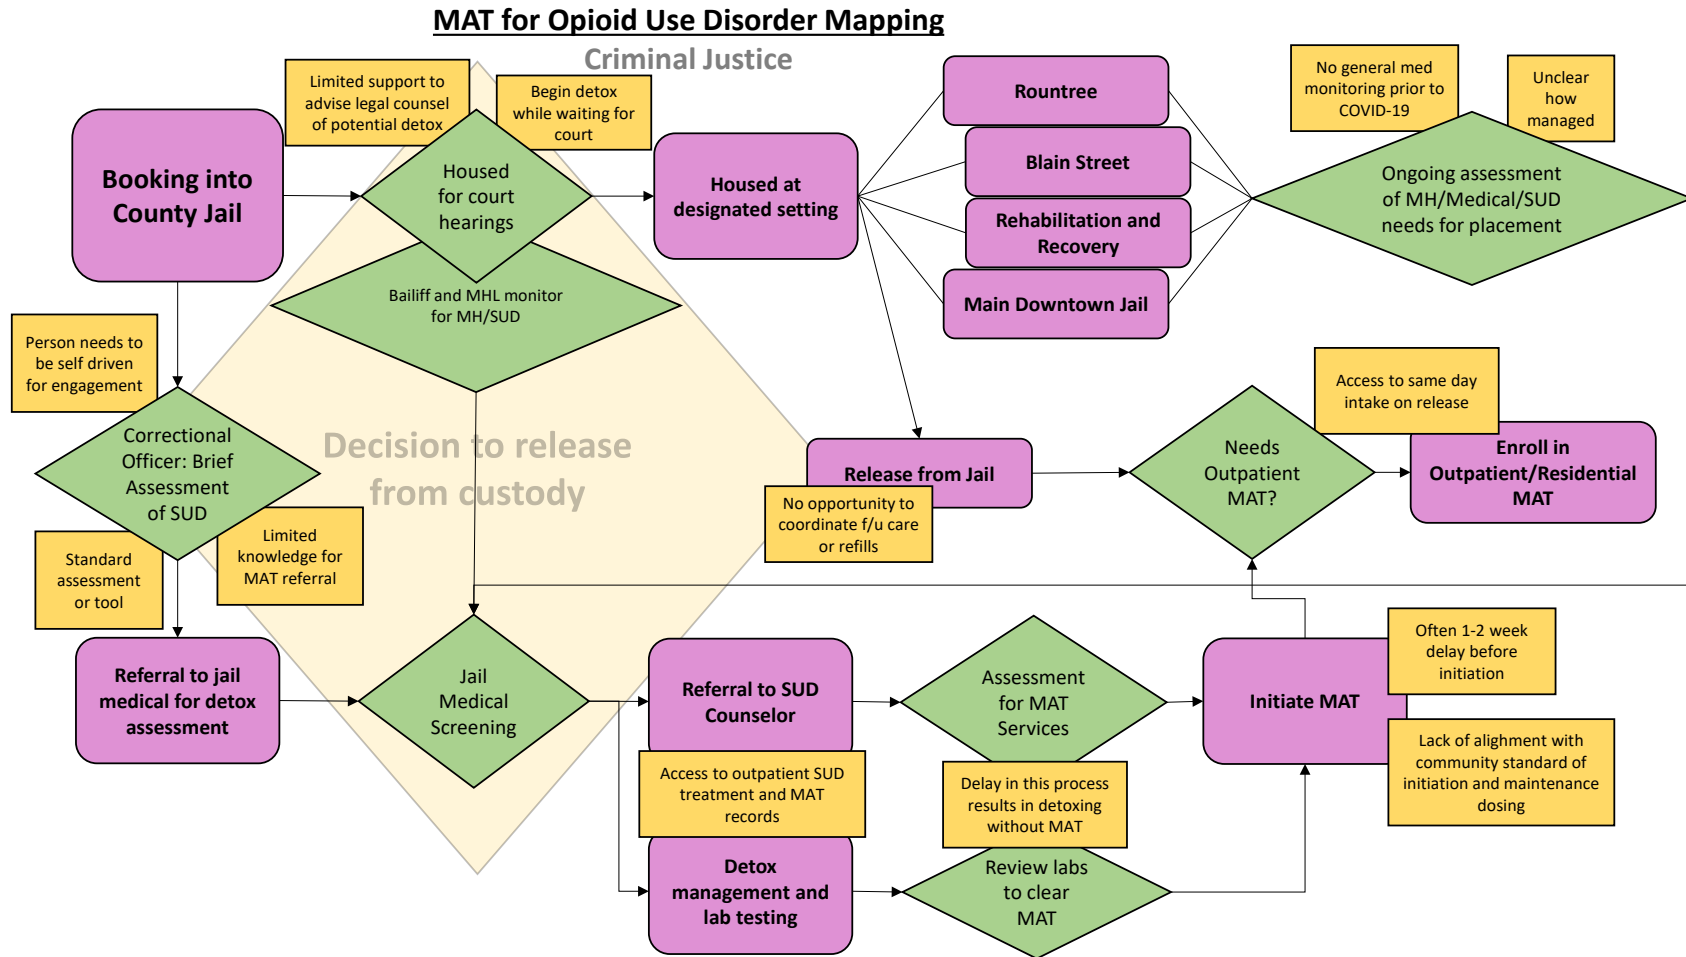 MAT for Opioid Use Disorder Mapping
Criminal Justice
Limited support to
advise legal counsel
of potential detox
Begin detox
while waiting for
court
Booking into
County Jail
Housed
for court
hearings
Housed at
designated setting
Rountree
Blain Street
Rehabilitation and
Recovery
Main Downtown Jail
No general med
monitoring prior to
COVID-19
Unclear
how
managed
Ongoing assessment
of MH/Medical/SUD
needs for placement
Bailiff and MHL monitor
for MH/SUD
Person needs to
be self driven
for engagement
Correctional
Officer: Brief
Assessment
of SUD
Standard
assessment
or tool
Limited
knowledge for
MAT referral
Decision to release
from custody
Release from Jail
No opportunity to
coordinate f/u care
or refills
Needs
Outpatient
MAT?
Access to same day
intake on release
Enroll in
Outpatient/Residential
MAT
Referral to jail
medical for detox
assessment
Jail
Medical
Screening
Referral to SUD
Counselor
Access to outpatient SUD
treatment and MAT
records
Detox
management and
lab testing
Assessment
for MAT
Services
Delay in this process
results in detoxing
without MAT
Review labs
to clear
MAT
Initiate MAT
Often 1-2 week
delay before
initiation
Lack of alighment with
community standard of
initiation and maintenance
dosing